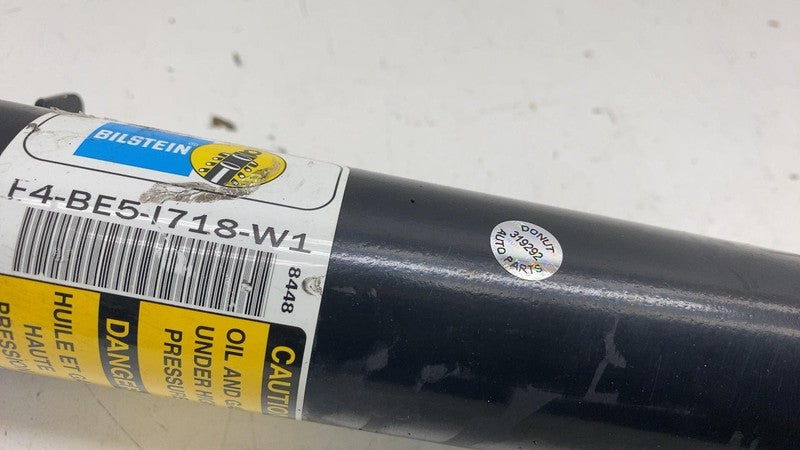 BILSTEIN®
F4-BE5-I718-W1
8448
CAUTION
OIL AND G
UNDER HI
PRESSU
DANGE
HUILE ET
HAUTE
PRESSIO
DONUT
319292
AUTO PARTS